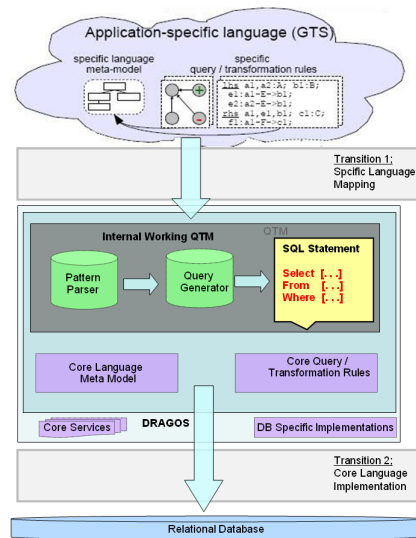 Application-specific language (GTS)
specific language
meta-model
specific
query / transformation rules
lhs a1,a2:A; b1:B;
e1:a1-E->b1;
e2:a2-E->b1;
rhs a1,e1,b1; c1:C;
f1:a1-F->c1;
Transition 1;
Spcific Language
Mapping
Internal Working QTM
QTM
SQL Statement
Pattern
Parser
Query
Generator
Select [. . .]
From [. . .]
Where [. . .]
Core Language
Meta Model
Core Query /
Transformation Rules
Core Services
DRAGOS
DB Specific Implementations
Transition 2;
Core Language
Implementation
Relational Database